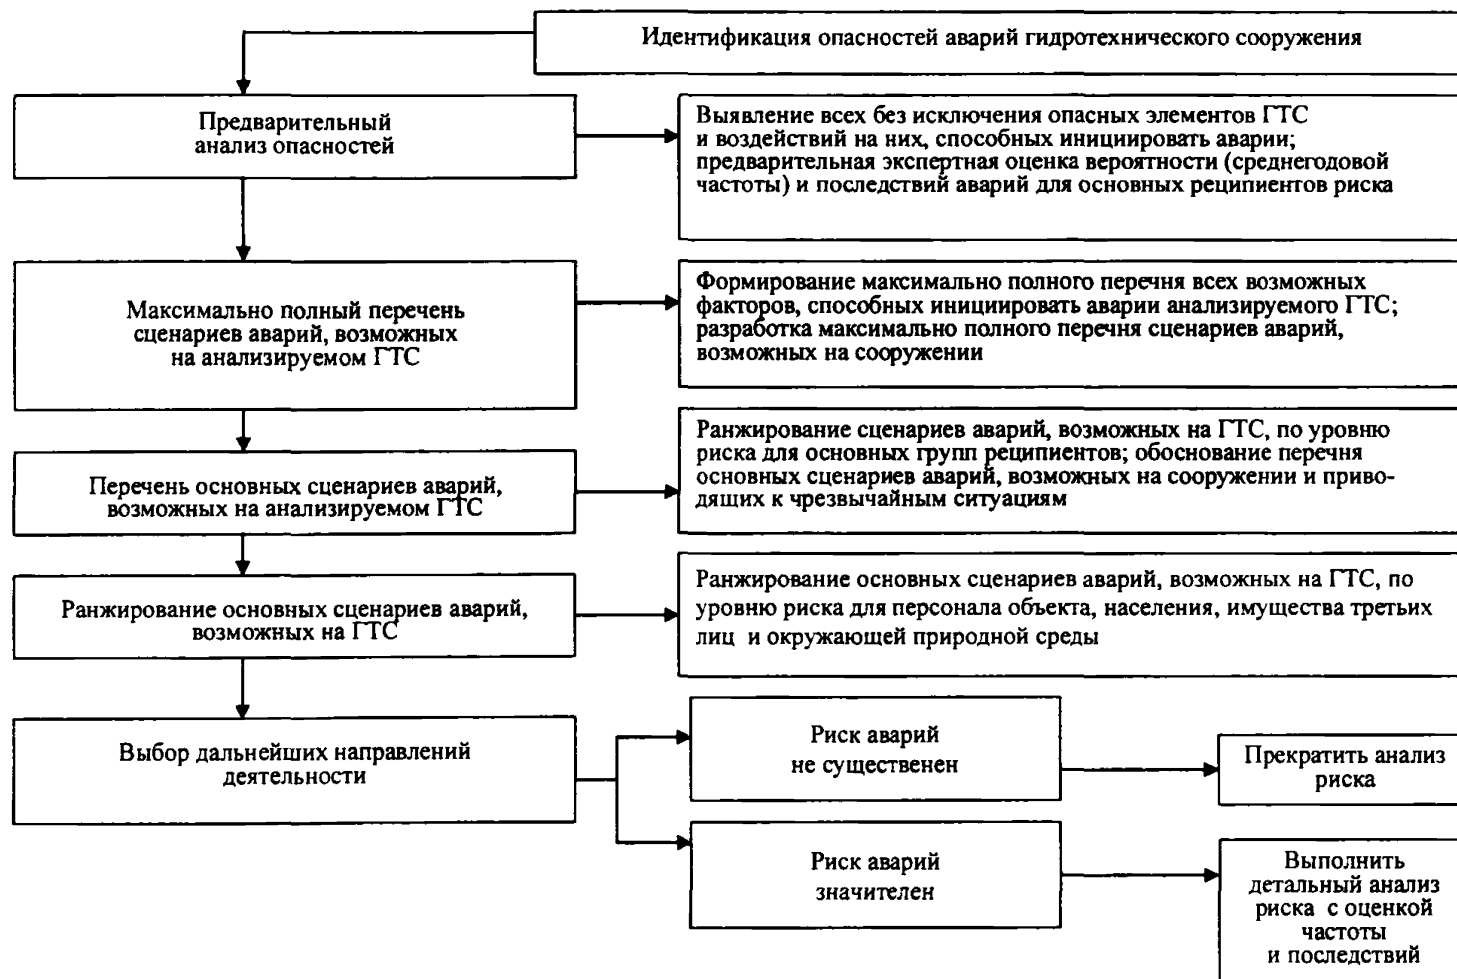 Идентификация опасностей аварий гидротехнического сооружения
Предварительный
анализ опасностей
Выявление всех без исключения опасных элементов ГТС
и воздействий на них, способных инициировать аварии;
предварительная экспертная оценка вероятности (среднегодовой
частоты) и последствий аварий для основных реципиентов риска
Максимально полный перечень
сценариев аварий, возможных
на анализируемом ГТС
Формирование максимально полного перечня всех возможных
факторов, способных инициировать аварии анализируемого ГТС;
разработка максимально полного перечня сценариев аварий,
возможных на сооружении
Перечень основных сценариев аварий,
возможных на анализируемом ГТС
Ранжирование сценариев аварий, возможных на ГТС, по уровню
риска для основных групп реципиентов; обоснование перечня
основных сценариев аварий, возможных на сооружении и приво-
дящих к чрезвычайным ситуациям
Ранжирование основных сценариев аварий,
возможных на ГТС
Ранжирование основных сценариев аварий, возможных на ГТС, по
уровню риска для персонала объекта, населения, имущества третьих
лиц и окружающей природной среды
Выбор дальнейших направлений
деятельности
Риск аварий
не существенен
Прекратить анализ
риска
Риск аварий
значителен
Выполнить
детальный анализ
риска с оценкой
частоты
и последствий